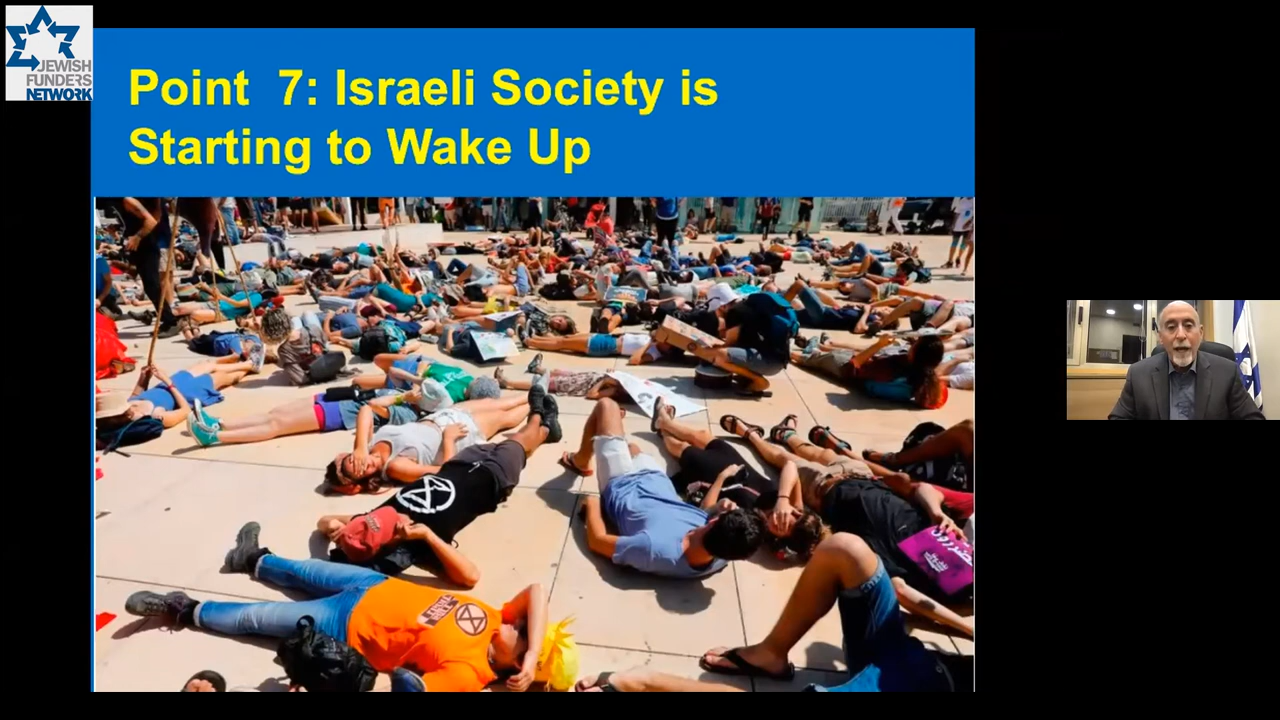 JEWISH
FUNDERS
NETWORK
Point 7: Israeli Society is
Starting to Wake Up